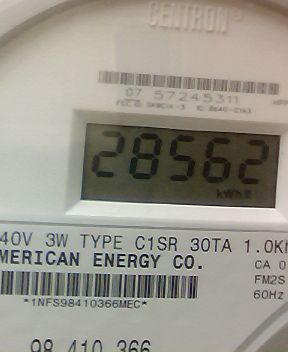 CENTRON®
07 57245311
28562
kWh
40V 3W TYPE C1SR 30TA 1.0Kh
MERICAN ENERGY CO.
CA 0
FM2S
*1NFS98410366MEC*
60Hz
98 410 366